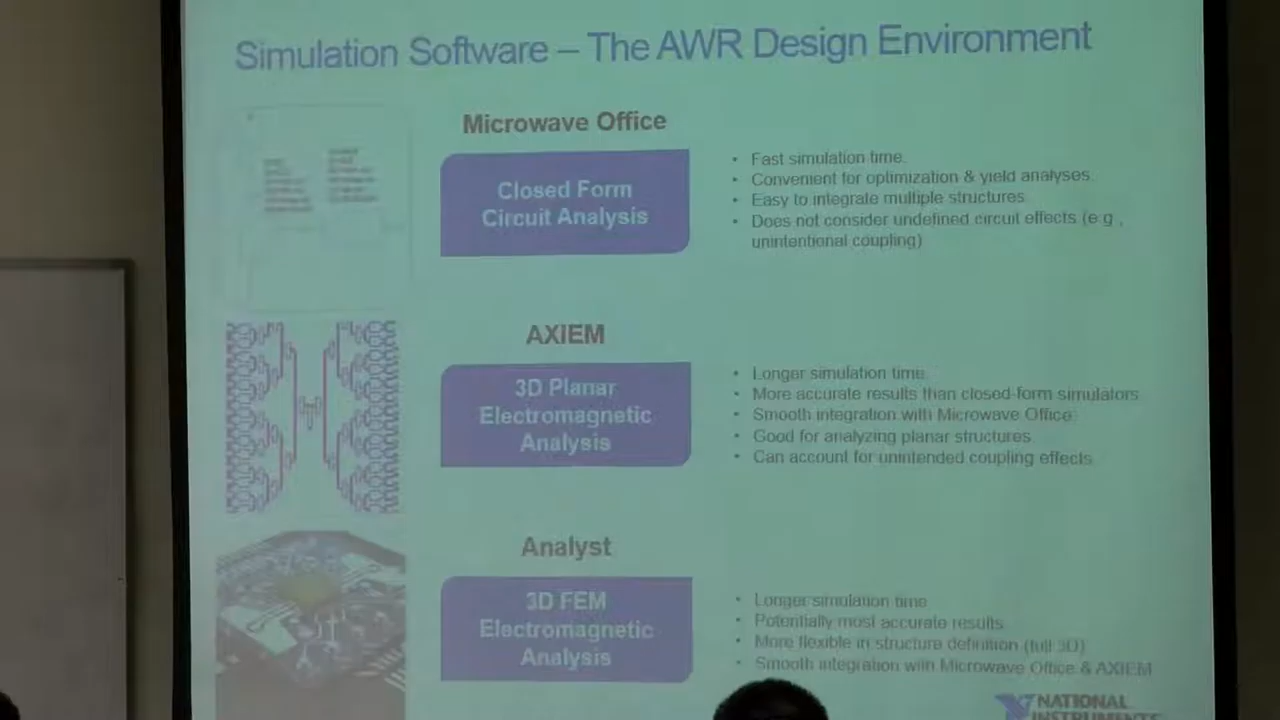 Simulation Software – The AWR Design Environment
Microwave Office
Closed Form
Circuit Analysis
• Fast simulation time.
• Convenient for optimization & yield analyses.
• Easy to integrate multiple structures
• Does not consider undefined circuit effects (e.g.,
unintentional coupling)
AXIEM
3D Planar
Electromagnetic
Analysis
• Longer simulation time.
• More accurate results than closed-form simulators.
• Smooth integration with Microwave Office.
• Good for analyzing planar structures
• Can account for unintended coupling effects.
Analyst
3D FEM
Electromagnetic
Analysis
• Longer simulation time
• Potentially most accurate results.
• More flexible in structure definition (full 3D)
• Smooth integration with Microwave Office & AXIEM
NATIONAL
INSTRUMENTS